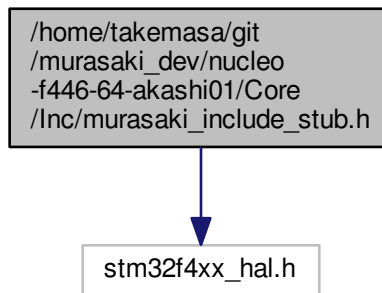 /home/takemasa/git
/murasaki_dev/nucleo
-f446-64-akashi01/Core
/Inc/murasaki_include_stub.h
stm32f4xx_hal.h